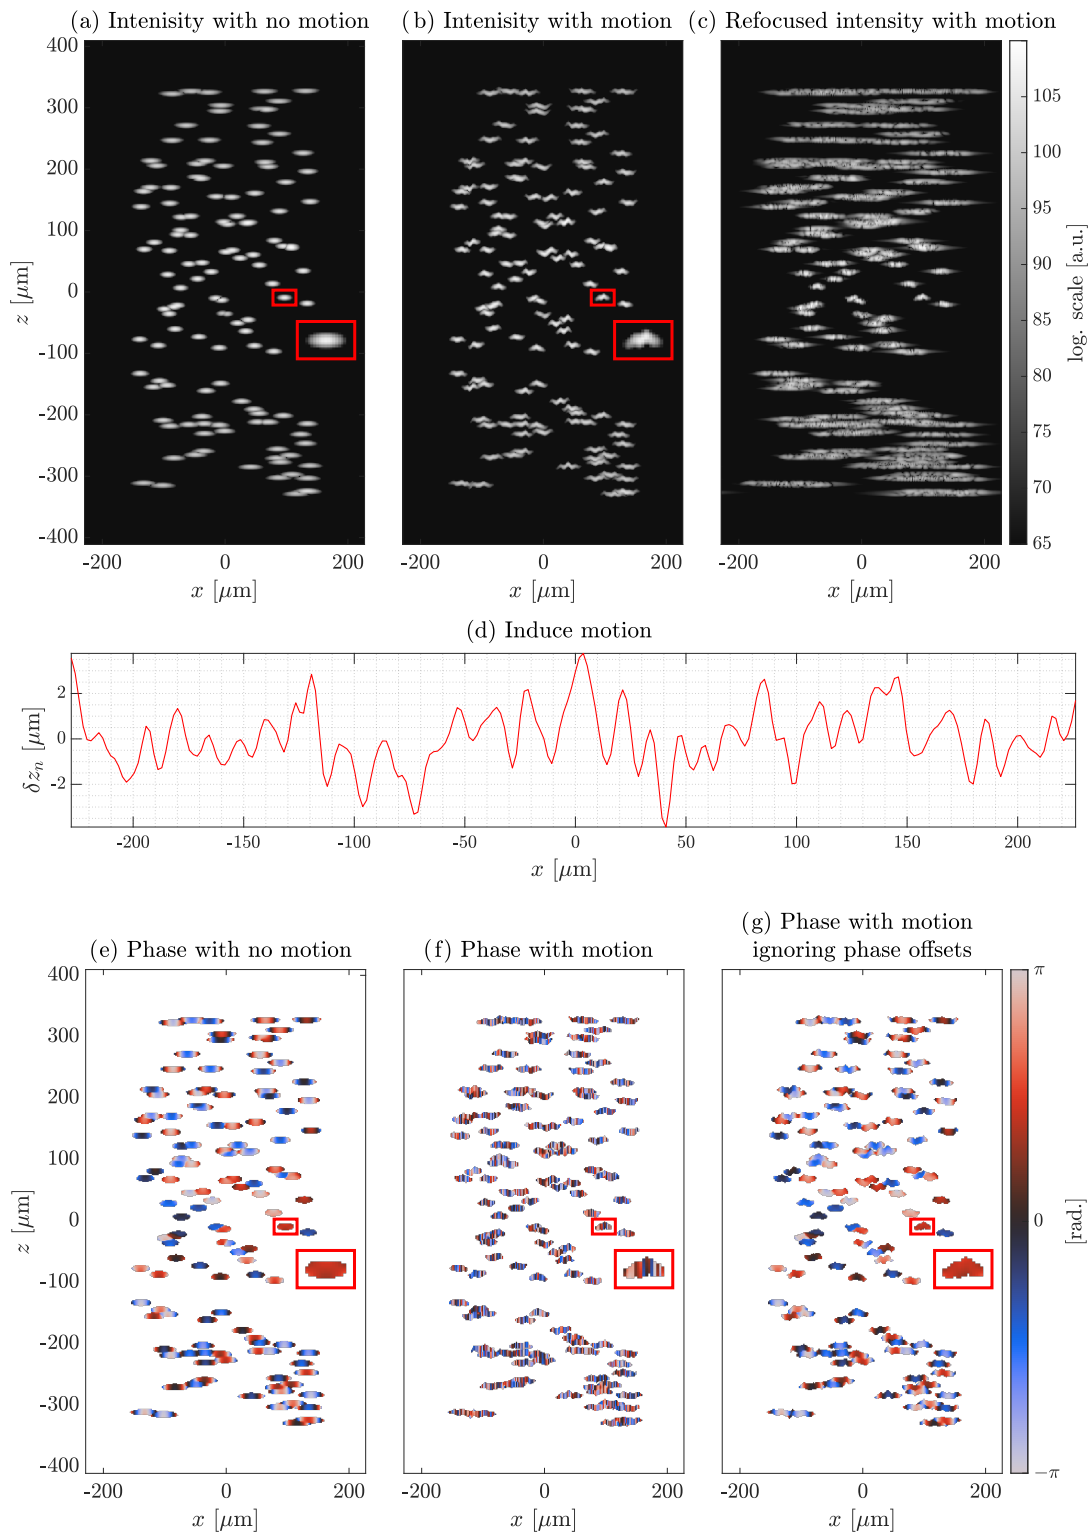 (a) Intenisity with no motion
(b) Intenisity with motion
(c) Refocused intensity with motion
400
300
200
100
0
-100
-200
-300
-400
z [μm]
-200 0 200
x [μm]
-200 0 200
x [μm]
-200 0 200
x [μm]
105
100
95
90
85
80
75
70
65
log. scale [a.u.]
(d) Induce motion
2
0
-2
δzₙ [μm]
-200 -150 -100 -50 0 50 100 150 200
x [μm]
(e) Phase with no motion
(f) Phase with motion
(g) Phase with motion
ignoring phase offsets
400
300
200
100
0
-100
-200
-300
-400
z [μm]
-200 0 200
x [μm]
-200 0 200
x [μm]
-200 0 200
x [μm]
π
0
−π
[rad.]